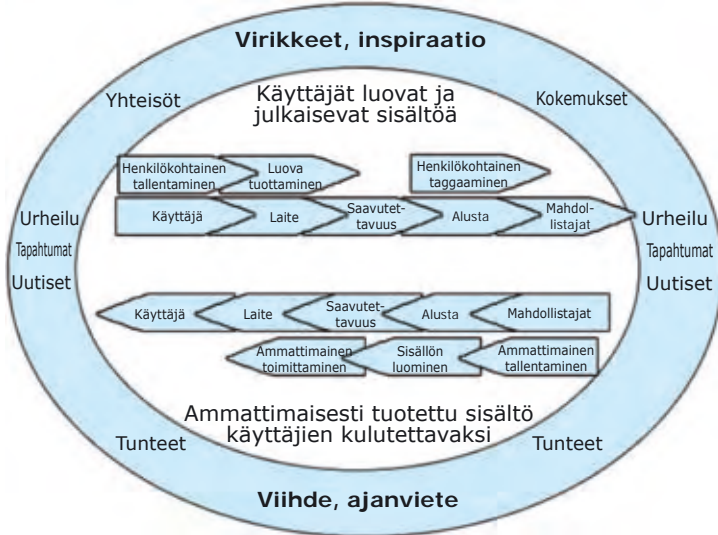 Virikkeet, inspiraatio
Yhteisöt
Kokemukset
Käyttäjät luovat ja
julkaisevat sisältöä
Henkilökohtainen
tallentaminen
Luova
tuottaminen
Henkilökohtainen
taggaaminen
Käyttäjä
Laite
Saavutet-
tavuus
Alusta
Mahdol-
listajat
Urheilu
Tapahtumat
Uutiset
Urheilu
Tapahtumat
Uutiset
Käyttäjä
Laite
Saavutet-
tavuus
Alusta
Mahdollistajat
Ammattimainen
toimittaminen
Sisällön
luominen
Ammattimainen
tallentaminen
Ammattimaisesti tuotettu sisältö
käyttäjien kulutettavaksi
Tunteet
Tunteet
Viihde, ajanviete